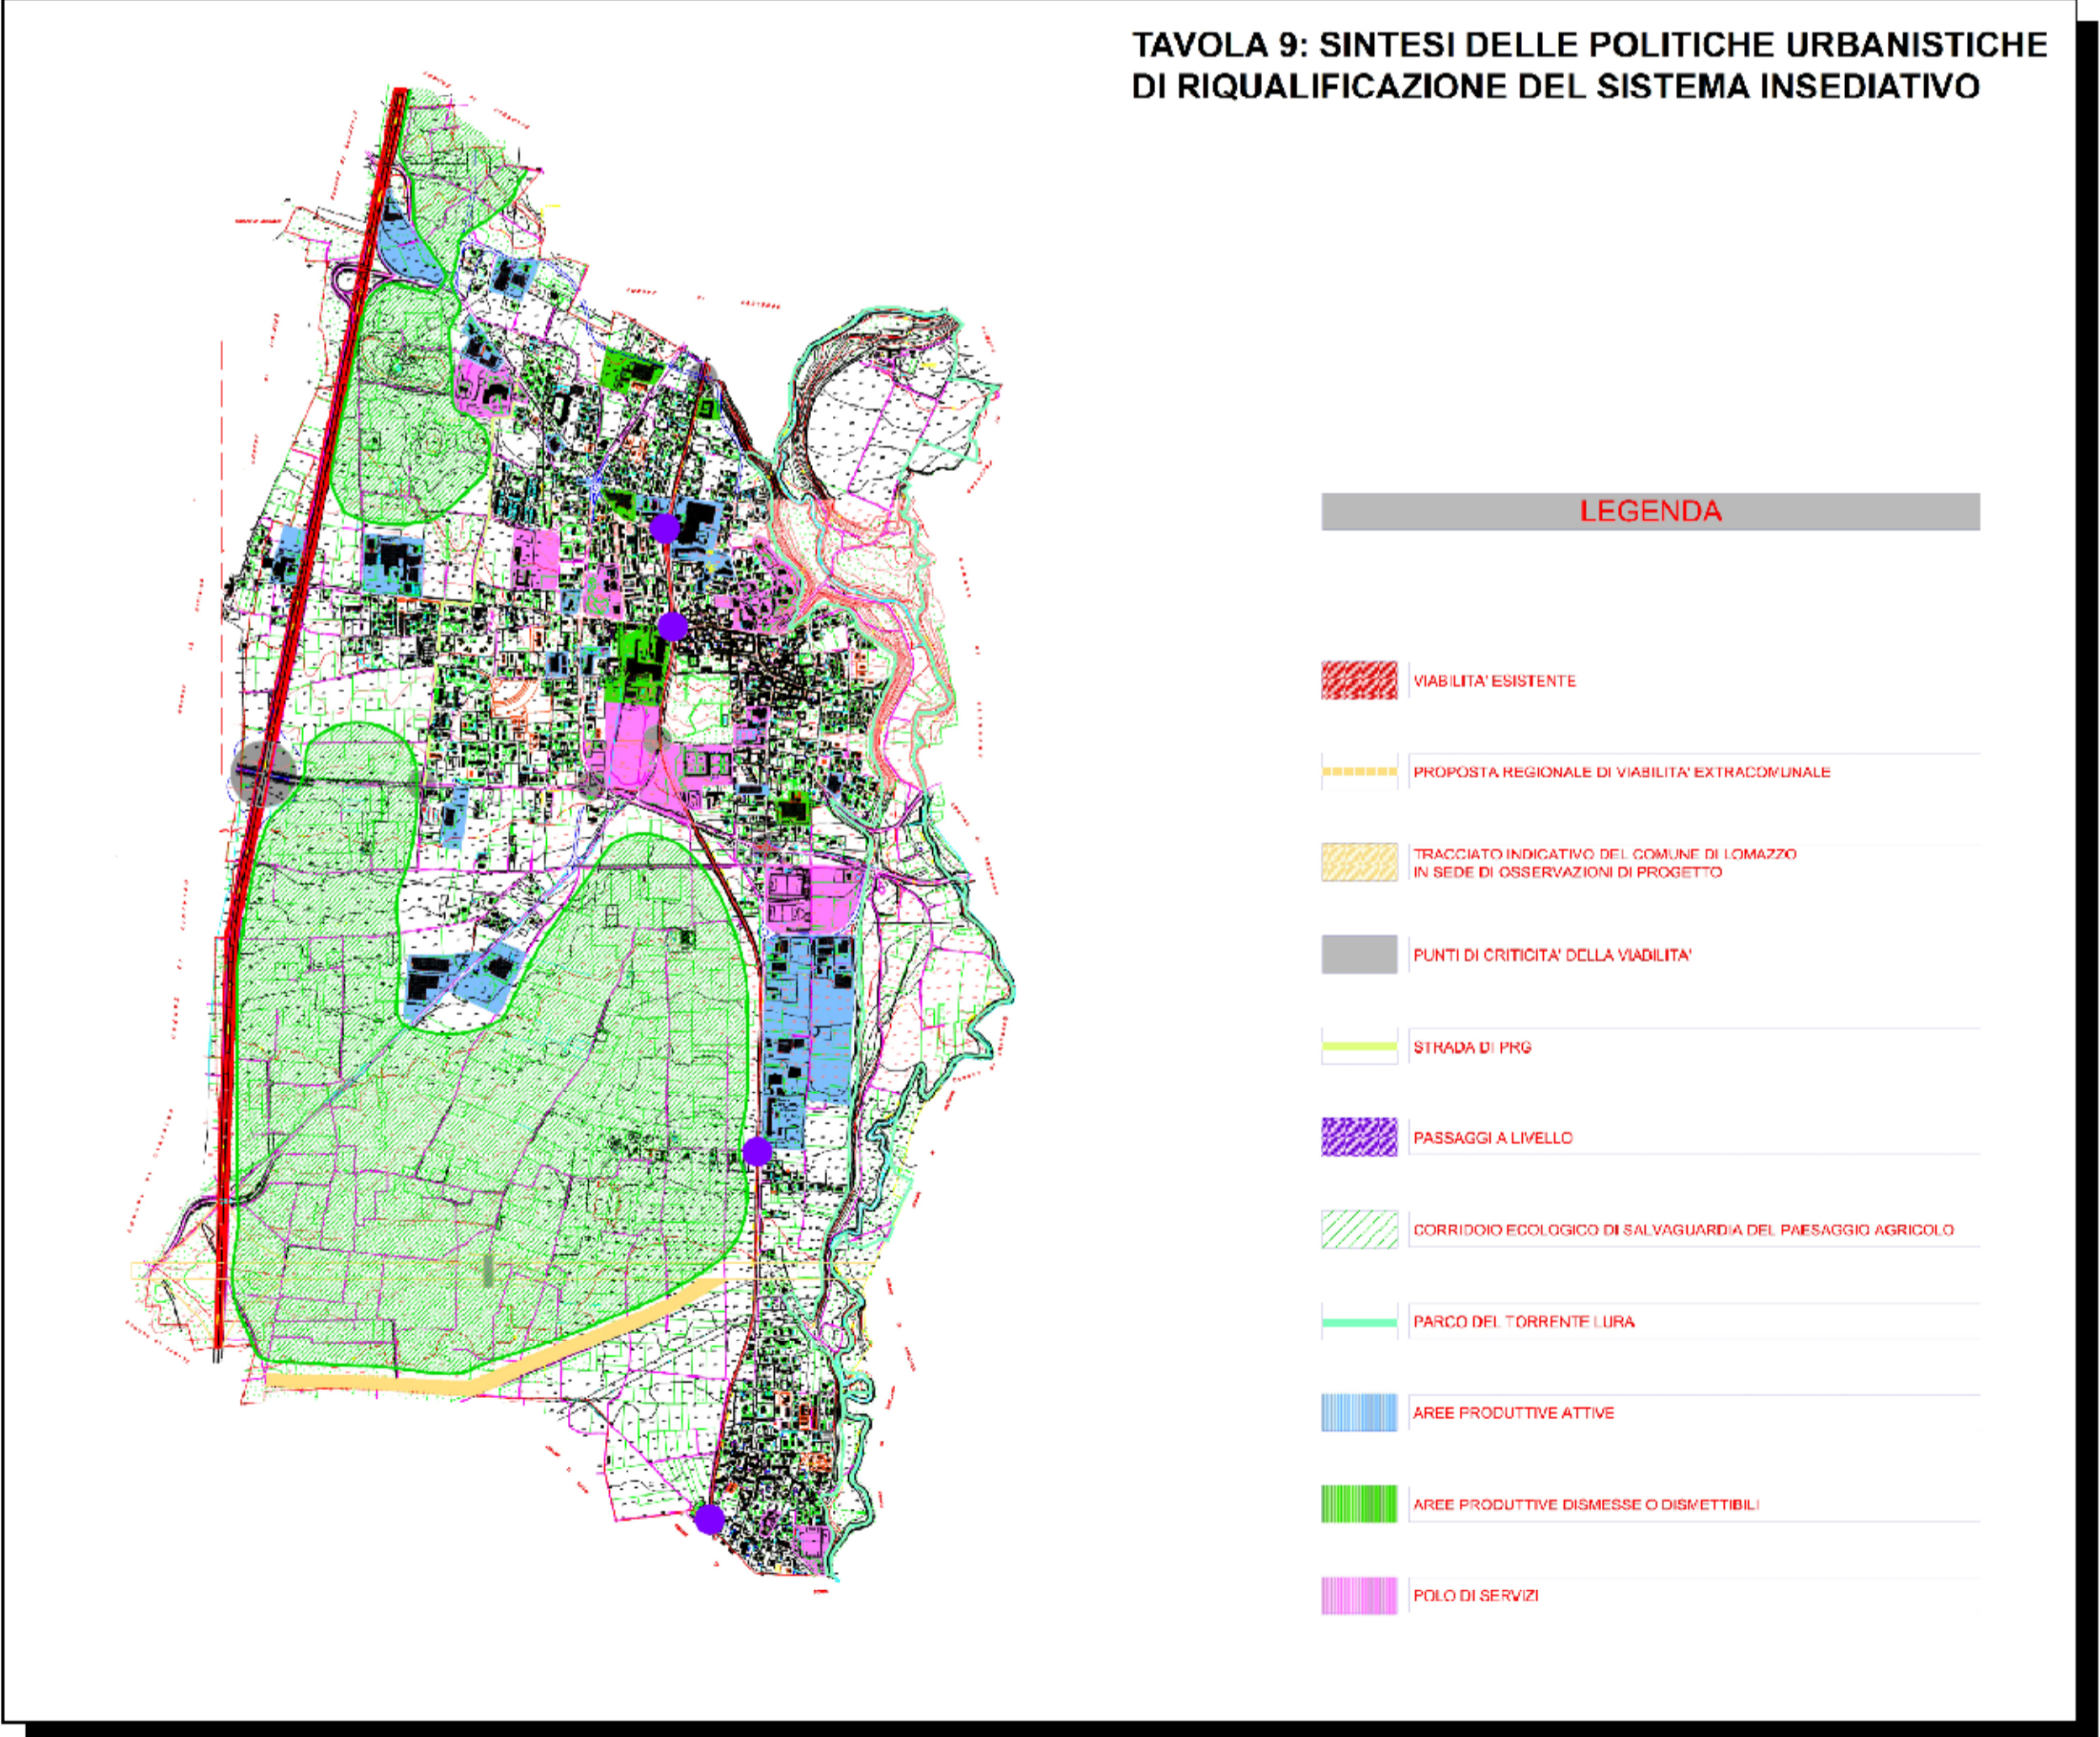 TAVOLA 9: SINTESI DELLE POLITICHE URBANISTICHE
DI RIQUALIFICAZIONE DEL SISTEMA INSEDIATIVO
LEGENDA
VIABILITA' ESISTENTE
PROPOSTA REGIONALE DI VIABILITA' EXTRACOMUNALE
TRACCIATO INDICATIVO DEL COMUNE DI LOMAZZO
IN SEDE DI OSSERVAZIONI DI PROGETTO
PUNTI DI CRITICITA' DELLA VIABILITA'
STRADA DI PRG
PASSAGGI A LIVELLO
CORRIDOIO ECOLOGICO DI SALVAGUARDIA DEL PAESAGGIO AGRICOLO
PARCO DEL TORRENTE LURA
AREE PRODUTTIVE ATTIVE
AREE PRODUTTIVE DISMESSE O DISMETTIBILI
POLO DI SERVIZI